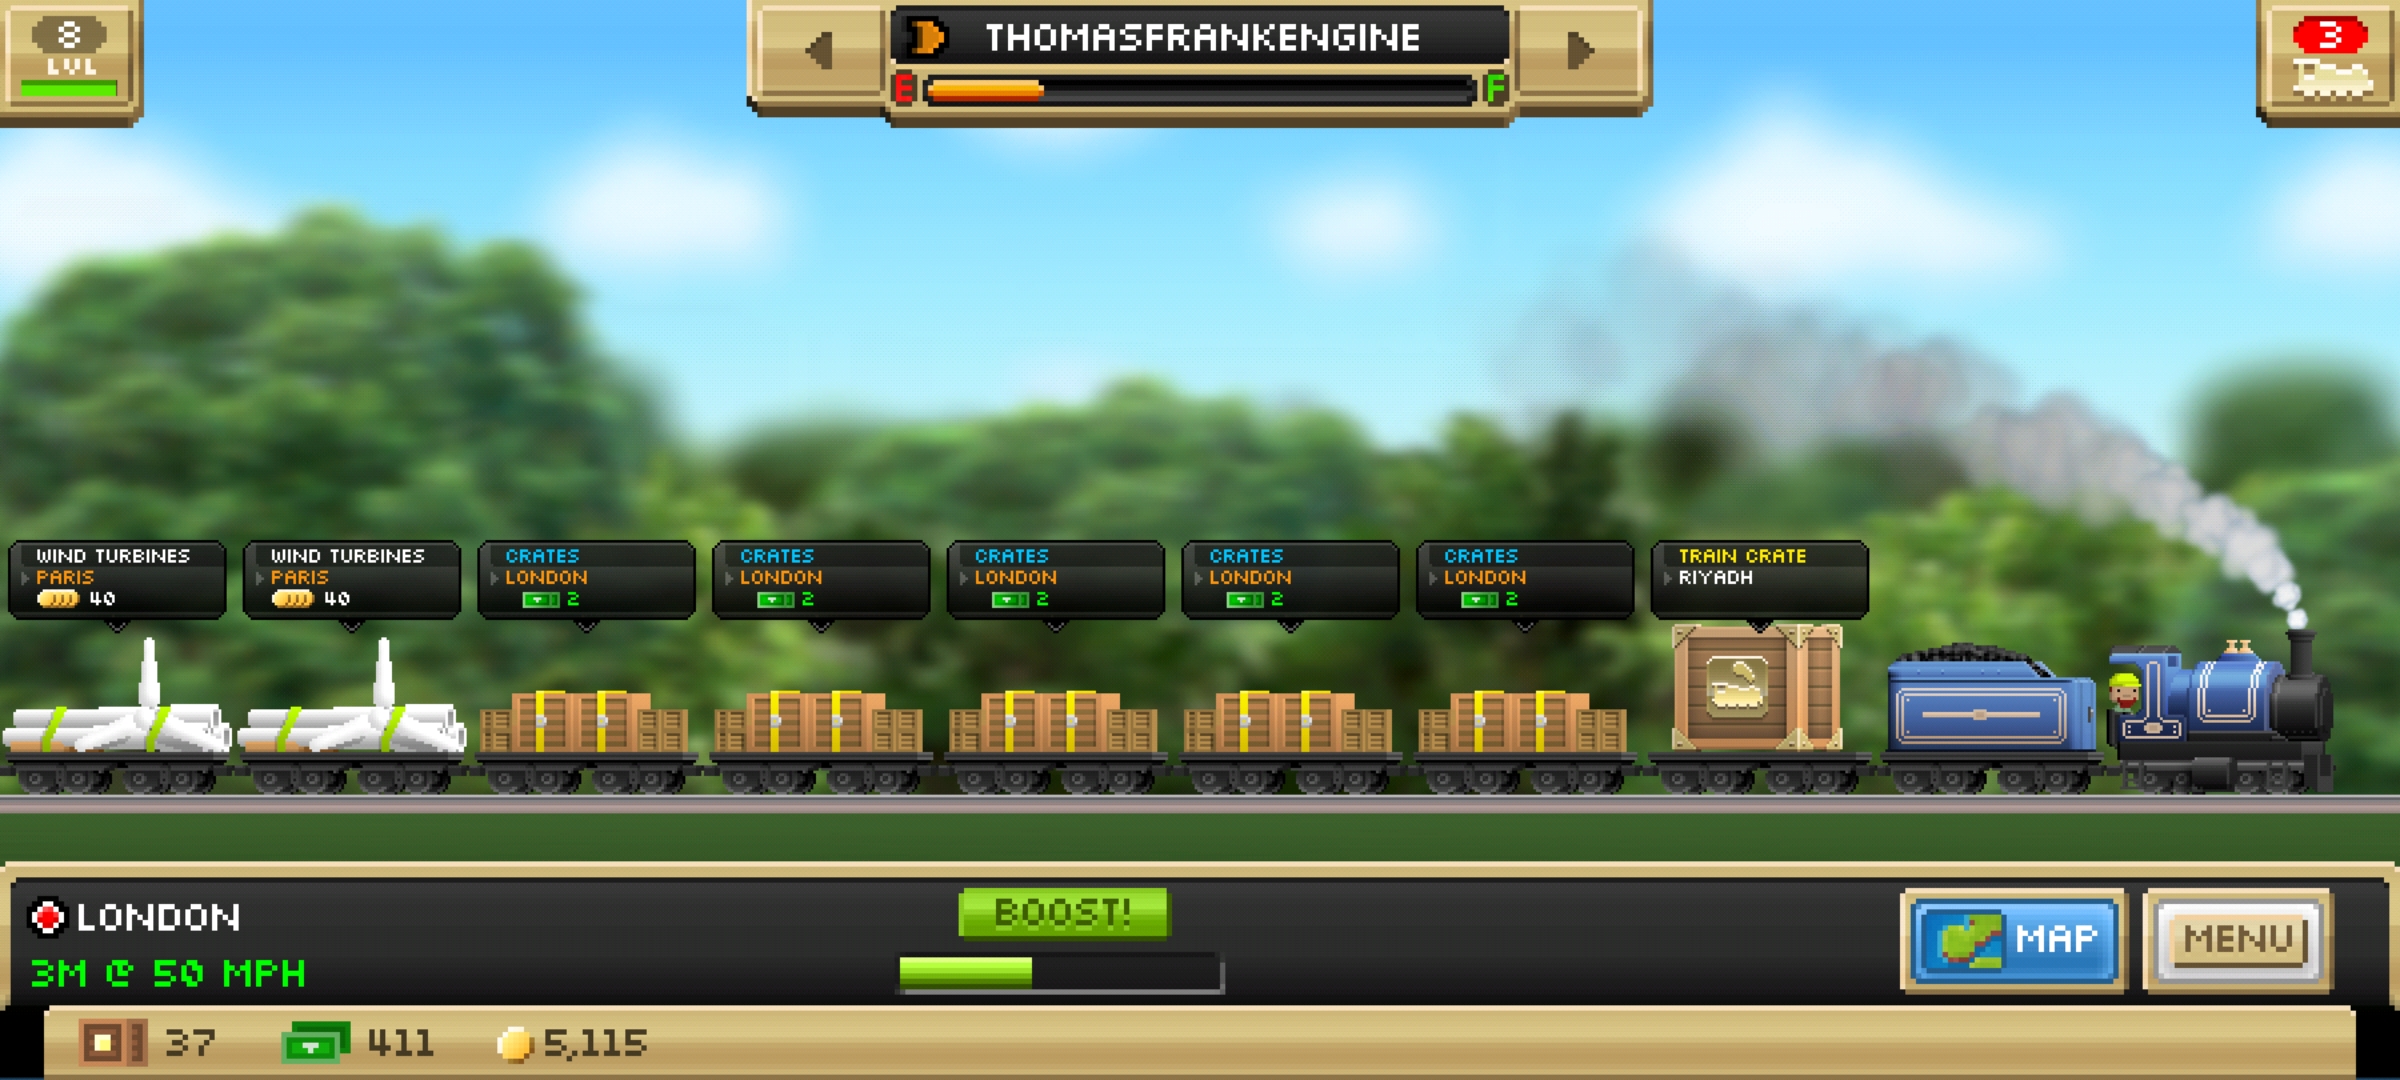 8
LVL
THOMASFRANKENGINE
E F
3
WIND TURBINES
PARIS
40
WIND TURBINES
PARIS
40
CRATES
LONDON
2
CRATES
LONDON
2
CRATES
LONDON
2
CRATES
LONDON
2
CRATES
LONDON
2
TRAIN CRATE
RIYADH
LONDON
3M @ 50 MPH
BOOST!
MAP
MENU
37
411
5,115